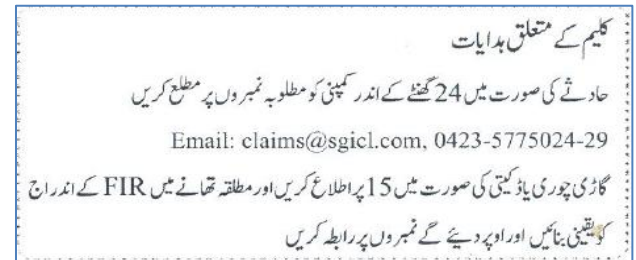 کلیم کے متعلق ہدایات
حادثے کی صورت میں 24 گھنٹے کے اندر کمپنی کو مطلوبہ نمبروں پر مطلع کریں
Email: claims@sgicl.com, 0423-5775024-29
گاڑی چوری یا ڈکیتی کی صورت میں 15 پر اطلاع کریں اور مطلقہ تھانے میں FIR کے اندراج
کو یقینی بنائیں اور اوپر دیئے گے نمبروں پر رابطہ کریں